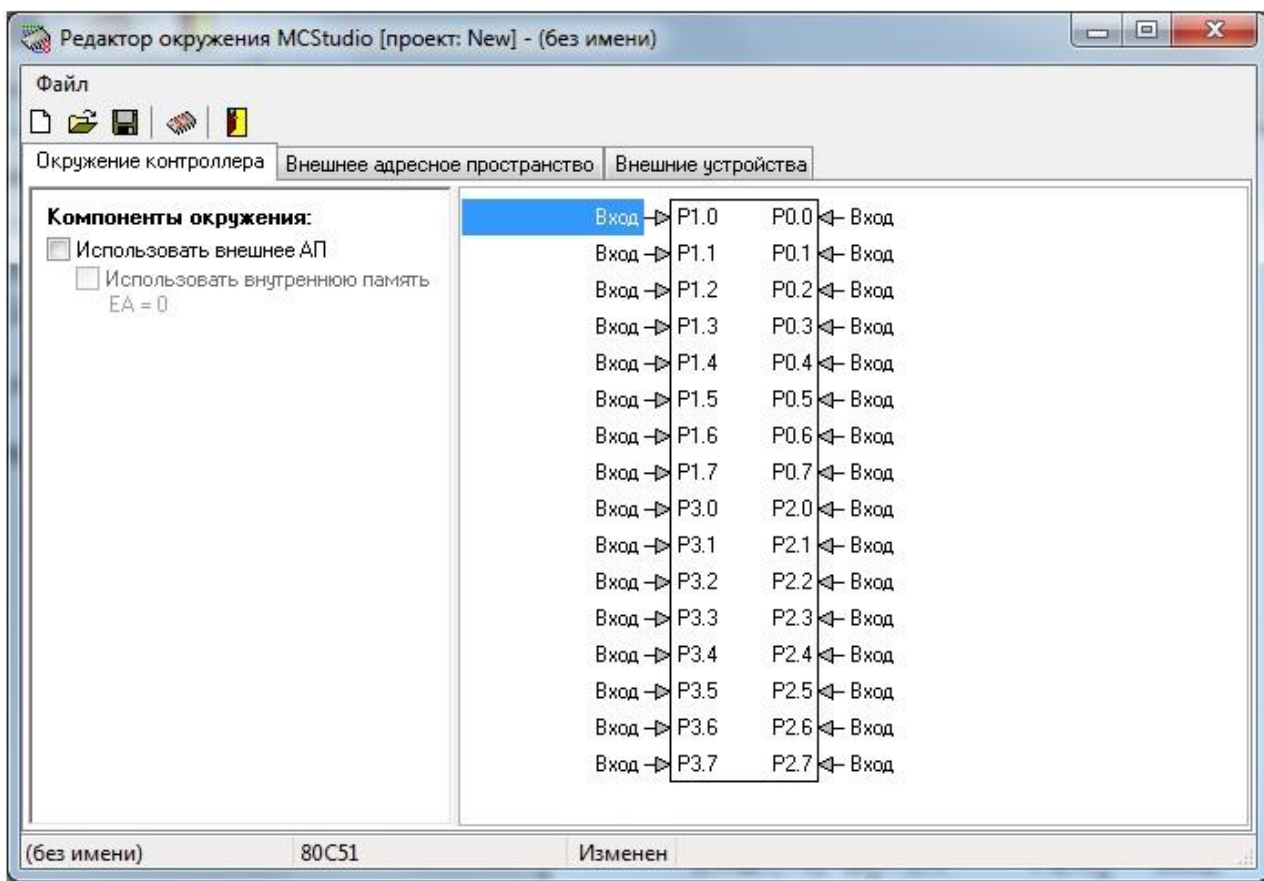 Редактор окружения MCStudio [проект: New] - (без имени)
Файл
Окружение контроллера Внешнее адресное пространство Внешние устройства
Компоненты окружения:
Использовать внешнее АП
Использовать внутреннюю память
EA = 0
Вход P1.0 P0.0 Вход
Вход P1.1 P0.1 Вход
Вход P1.2 P0.2 Вход
Вход P1.3 P0.3 Вход
Вход P1.4 P0.4 Вход
Вход P1.5 P0.5 Вход
Вход P1.6 P0.6 Вход
Вход P1.7 P0.7 Вход
Вход P3.0 P2.0 Вход
Вход P3.1 P2.1 Вход
Вход P3.2 P2.2 Вход
Вход P3.3 P2.3 Вход
Вход P3.4 P2.4 Вход
Вход P3.5 P2.5 Вход
Вход P3.6 P2.6 Вход
Вход P3.7 P2.7 Вход
(без имени) 80C51 Изменен